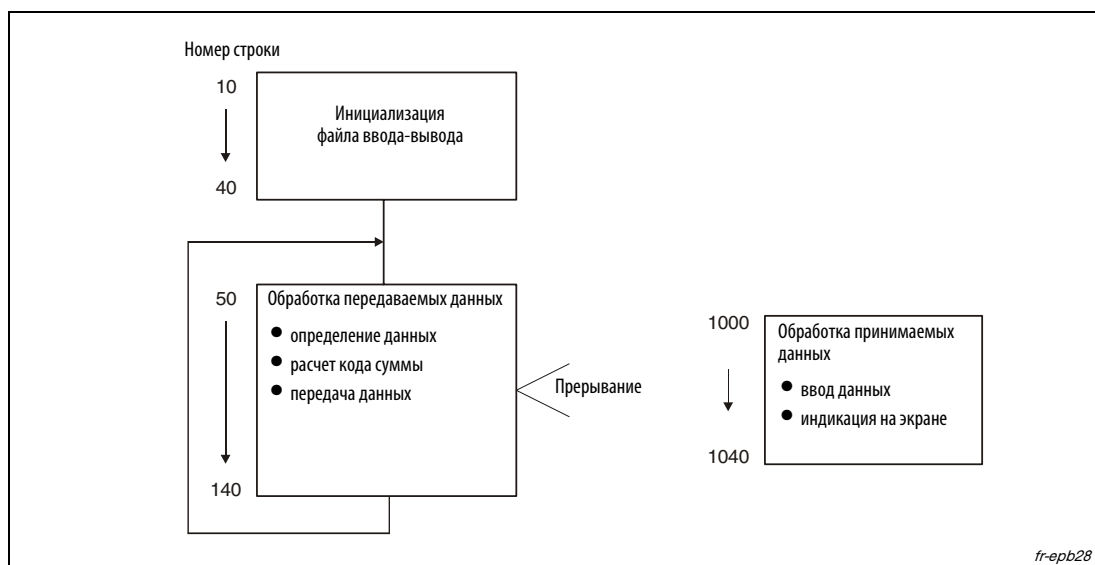 Номер строки
10
40
Инициализация
файла ввода-вывода
50
140
Обработка передаваемых данных
● определение данных
● расчет кода суммы
● передача данных
Прерывание
1000
1040
Обработка принимаемых
данных
● ввод данных
● индикация на экране
fr-epb28